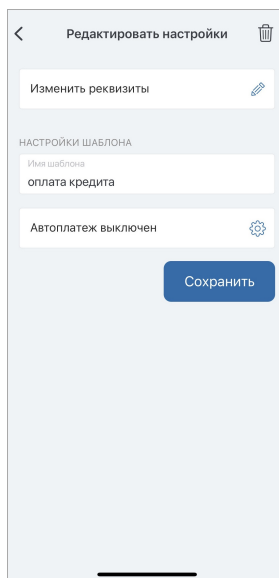 Редактировать настройки
Изменить реквизиты
НАСТРОЙКИ ШАБЛОНА
Имя шаблона
оплата кредита
Автоплатеж выключен
Сохранить